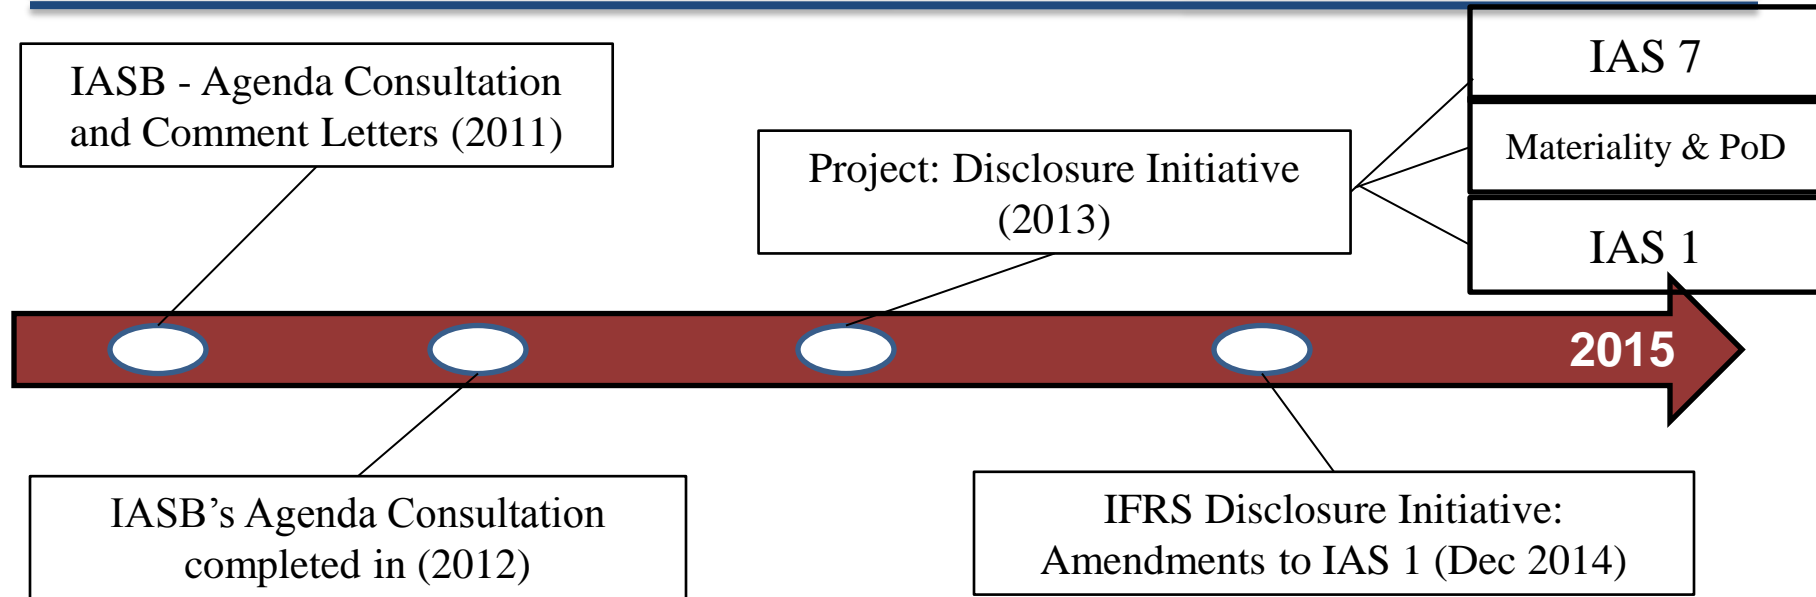 IASB - Agenda Consultation
and Comment Letters (2011)
Project: Disclosure Initiative
(2013)
IAS 7
Materiality & PoD
IAS 1
2015
IASB’s Agenda Consultation
completed in (2012)
IFRS Disclosure Initiative:
Amendments to IAS 1 (Dec 2014)